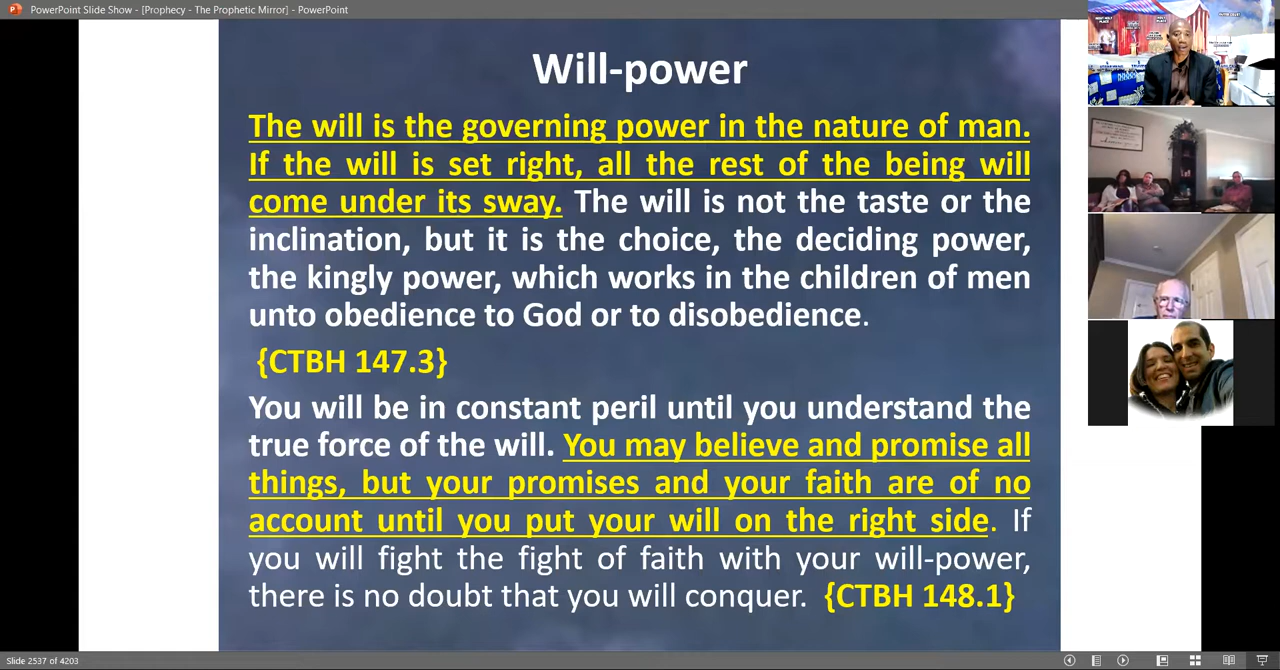 PowerPoint Slide Show - [Prophecy - The Prophetic Mirror] - PowerPoint
Will-power
The will is the governing power in the nature of man.
If the will is set right, all the rest of the being will
come under its sway. The will is not the taste or the
inclination, but it is the choice, the deciding power,
the kingly power, which works in the children of men
unto obedience to God or to disobedience.
{CTBH 147.3}
You will be in constant peril until you understand the
true force of the will. You may believe and promise all
things, but your promises and your faith are of no
account until you put your will on the right side. If
you will fight the fight of faith with your will-power,
there is no doubt that you will conquer. {CTBH 148.1}
Slide 2537 of 4203